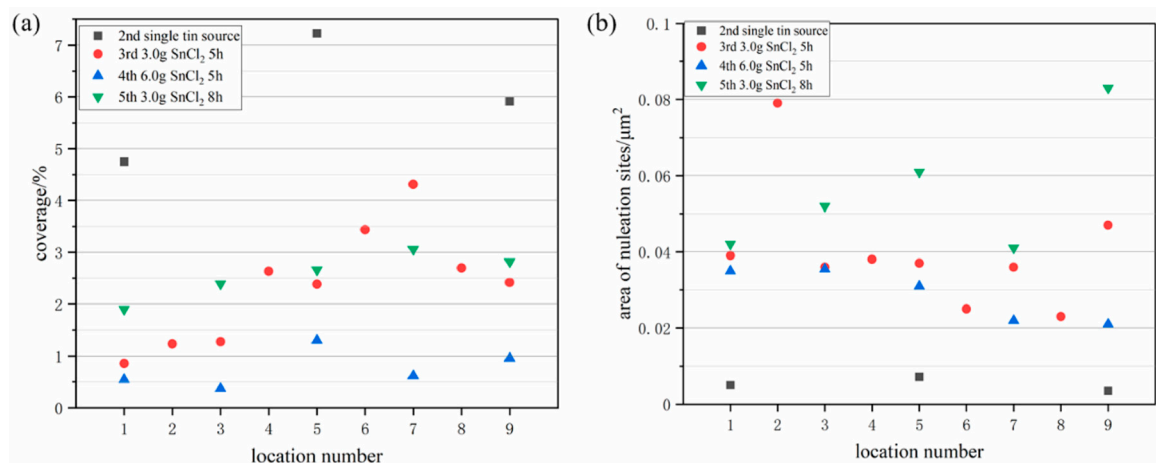 (a)
2nd single tin source
3rd 3.0g SnCl2 5h
4th 6.0g SnCl2 5h
5th 3.0g SnCl2 8h
coverage/%
7
6
5
4
3
2
1
0
1 2 3 4 5 6 7 8 9
location number
(b)
2nd single tin source
3rd 3.0g SnCl2 5h
4th 6.0g SnCl2 5h
5th 3.0g SnCl2 8h
area of nuleation sites/μm2
0.1
0.08
0.06
0.04
0.02
0
1 2 3 4 5 6 7 8 9
location number